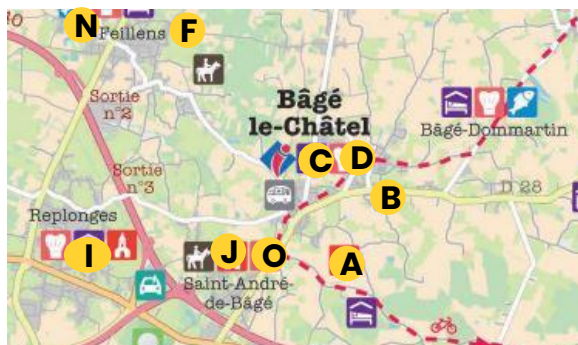 N
F
Feillens
Sortie
n°2
Bâgé
le-Châtel
Bâgé-Dommartin
C
D
Sortie
n°3
B
D 28
Replonges
I
J
O
A
Saint-André-
de-Bâgé